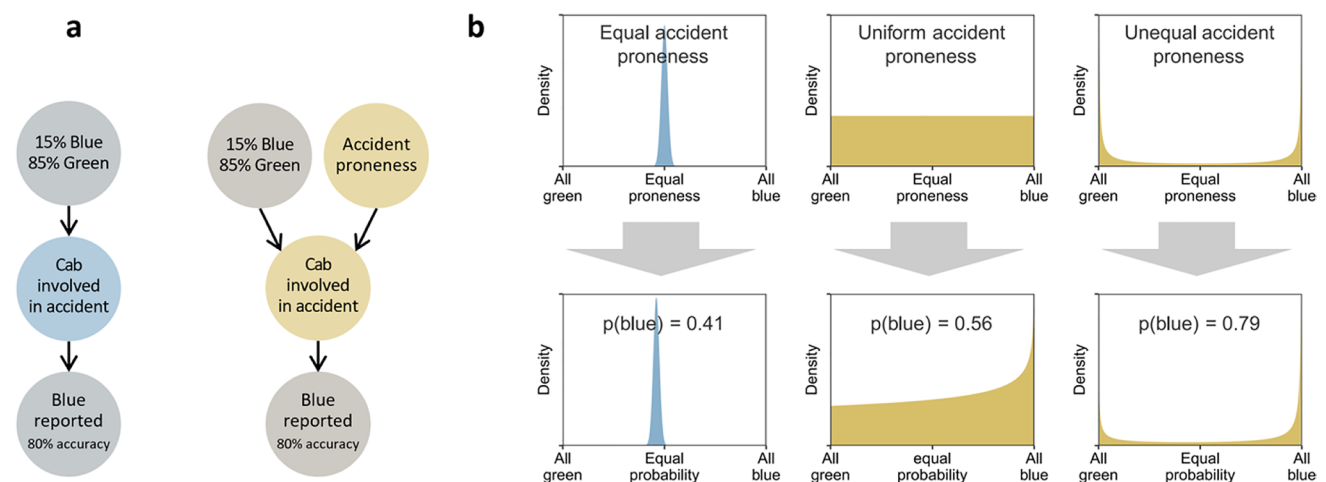 a
15% Blue
85% Green
Cab
involved
in accident
Blue
reported
80% accuracy
15% Blue
85% Green
Accident
proneness
Cab
involved
in accident
Blue
reported
80% accuracy
b
Equal accident
proneness
Density
All
green
Equal
proneness
All
blue
Uniform accident
proneness
Density
All
green
Equal
proneness
All
blue
Unequal accident
proneness
Density
All
green
Equal
proneness
All
blue
p(blue) = 0.41
Density
All
green
Equal
probability
All
blue
p(blue) = 0.56
Density
All
green
equal
probability
All
blue
p(blue) = 0.79
Density
All
green
Equal
probability
All
blue